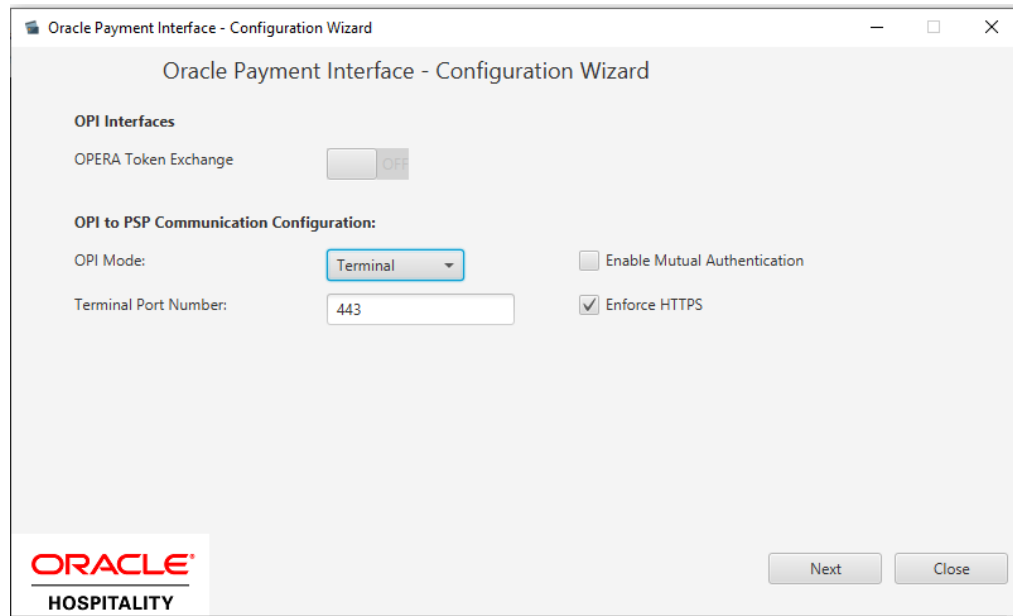 Oracle Payment Interface - Configuration Wizard
Oracle Payment Interface - Configuration Wizard
OPI Interfaces
OPERA Token Exchange
OFF
OPI to PSP Communication Configuration:
OPI Mode:
Terminal
Enable Mutual Authentication
Terminal Port Number:
443
Enforce HTTPS
ORACLE®
HOSPITALITY
Next
Close